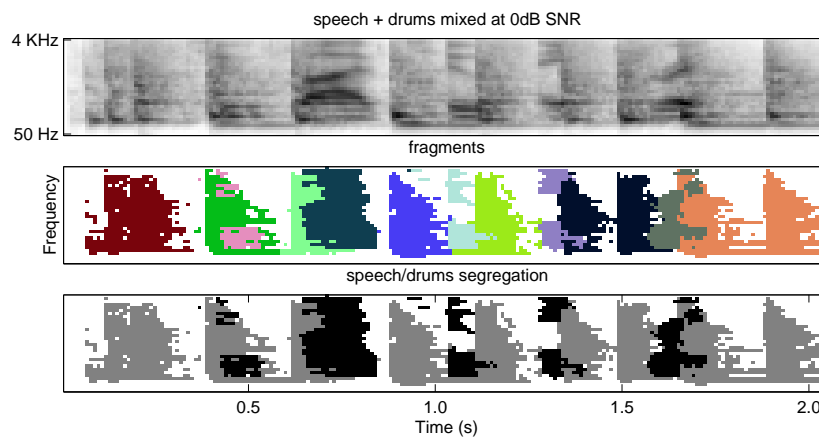 speech + drums mixed at 0dB SNR
4 KHz
50 Hz
fragments
Frequency
speech/drums segregation
0.5 1.0 1.5 2.0
Time (s)